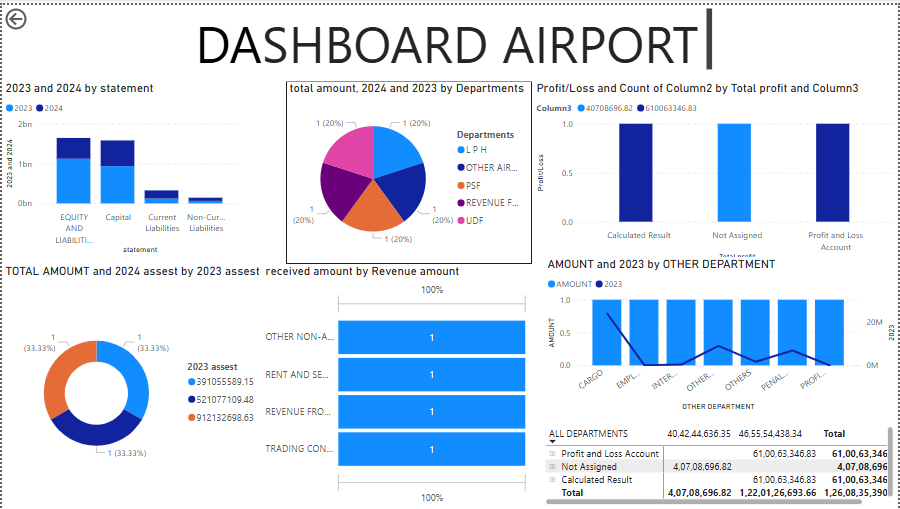 DASHBOARD AIRPORT
2023 and 2024 by statement
2023 2024
2bn
1bn
0bn
2023 and 2024
EQUITY AND LIABILITI...
Capital
Current Liabilities
Non-Cur... Liabilities
statement
total amount, 2024 and 2023 by Departments
1 (20%)
1 (20%)
1 (20%)
1 (20%)
1 (20%)
Departments
L P H
OTHER AIR...
PSF
REVENUE F...
UDF
Profit/Loss and Count of Column2 by Total profit and Column3
Column3 40708696.82 610063346.83
1.0
0.5
0.0
Profit/Loss
Calculated Result
Not Assigned
Profit and Loss Account
Total profit
TOTAL AMOUMT and 2024 assest by 2023 assest
1 (33.33%)
1 (33.33%)
1 (33.33%)
2023 assest
391055589.15
521077109.48
912132698.63
received amount by Revenue amount
100%
OTHER NON-A... 1
RENT AND SE... 1
REVENUE FRO... 1
TRADING CON... 1
100%
AMOUNT and 2023 by OTHER DEPARTMENT
AMOUNT 2023
1.0
0.5
0.0
AMOUNT
20M
0M
2023
CARGO
EMPL...
INTER...
OTHER...
OTHERS
PENAL...
PROFI...
OTHER DEPARTMENT
ALL DEPARTMENTS 40,42,44,636.35 46,55,54,438.34 Total
Profit and Loss Account 61,00,63,346.83 61,00,63,346
Not Assigned 4,07,08,696.82 4,07,08,696
Calculated Result 61,00,63,346.83 61,00,63,346
Total 4,07,08,696.82 1,22,01,26,693.66 1,26,08,35,390